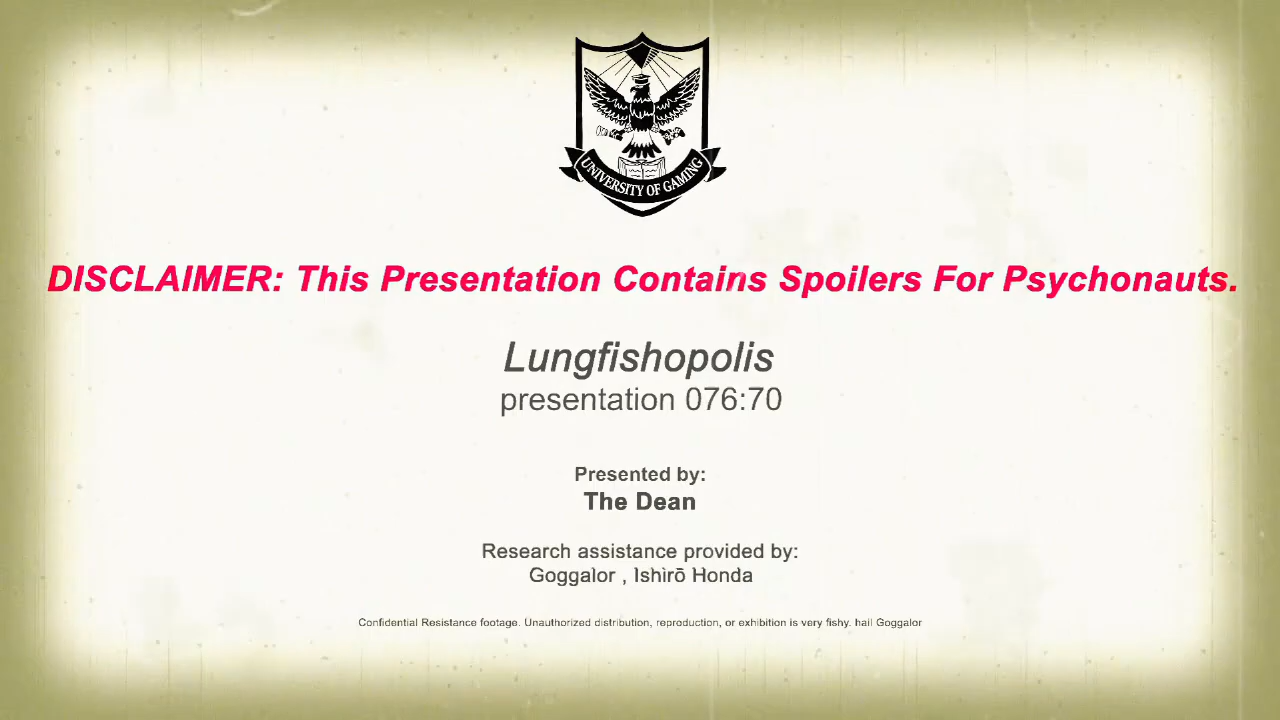 UNIVERSITY OF GAMING
DISCLAIMER: This Presentation Contains Spoilers For Psychonauts.
Lungfishopolis
presentation 076:70
Presented by:
The Dean
Research assistance provided by:
Goggalor , Ishirō Honda
Confidential Resistance footage. Unauthorized distribution, reproduction, or exhibition is very fishy. hail Goggalor